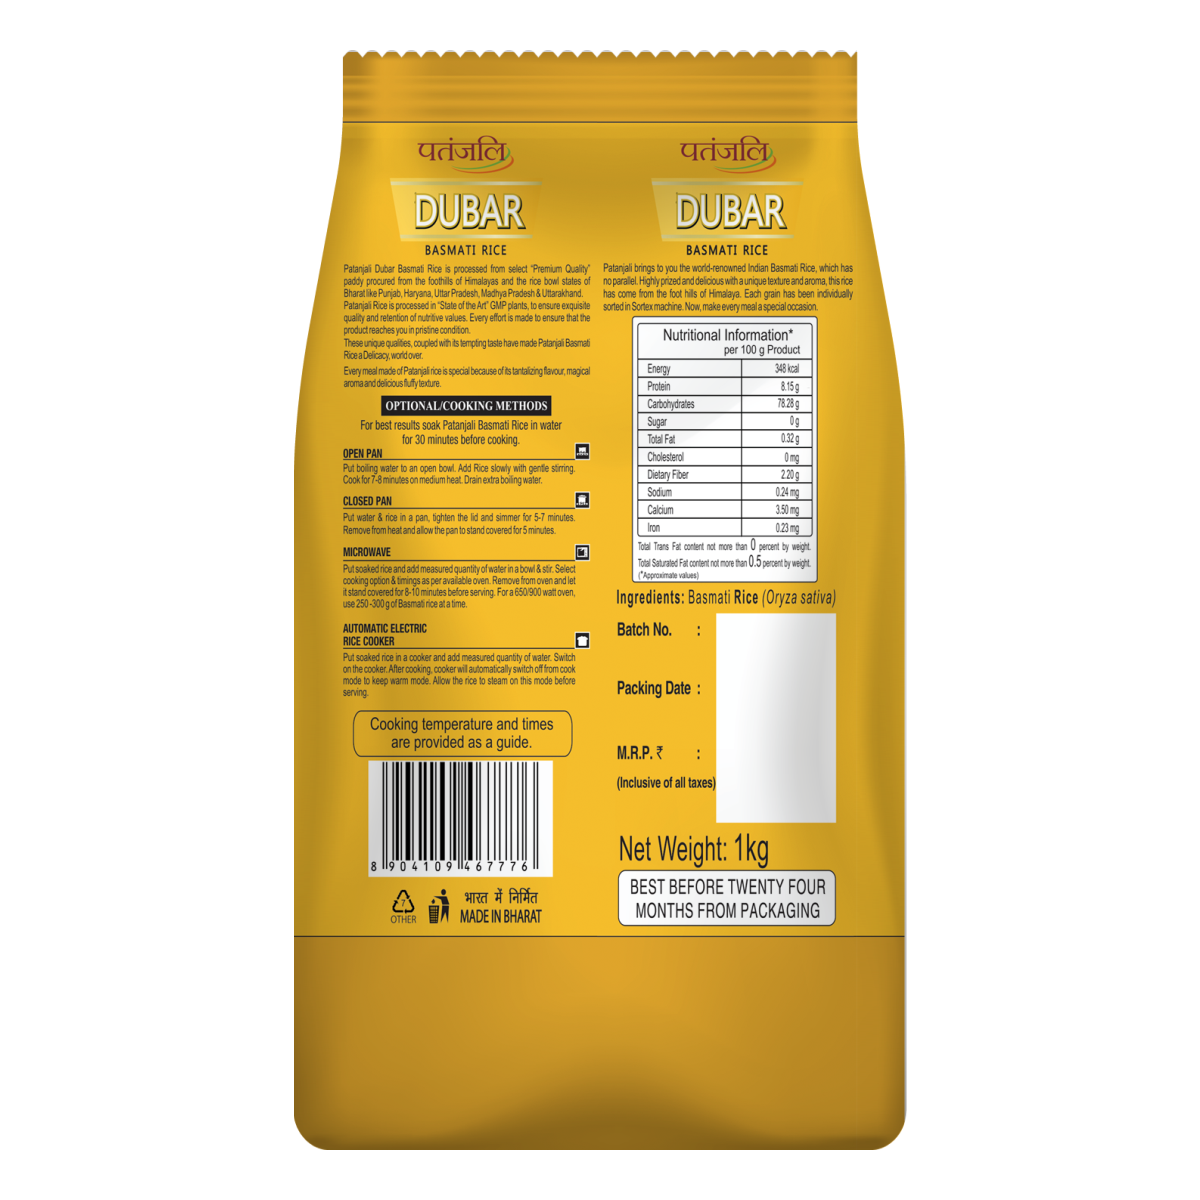 पतंजलि
DUBAR
BASMATI RICE
Patanjali Dubar Basmati Rice is processed from select "Premium Quality"
paddy procured from the foothills of Himalayas and the rice bowl states of
Bharat like Punjab, Haryana, Uttar Pradesh, Madhya Pradesh & Uttarakhand.
Patanjali Rice is processed in "State of the Art" GMP plants, to ensure exquisite
quality and retention of nutritive values. Every effort is made to ensure that the
product reaches you in pristine condition.
These unique qualities, coupled with its tempting taste have made Patanjali Basmati
Rice a Delicacy, world over.
Every meal made of Patanjali rice is special because of its tantalizing flavour, magical
aroma and delicious fluffy texture.
OPTIONAL/COOKING METHODS
For best results soak Patanjali Basmati Rice in water
for 30 minutes before cooking.
OPEN PAN
Put boiling water to an open bowl. Add Rice slowly with gentle stirring.
Cook for 7-8 minutes on medium heat. Drain extra boiling water.
CLOSED PAN
Put water & rice in a pan, tighten the lid and simmer for 5-7 minutes.
Remove from heat and allow the pan to stand covered for 5 minutes.
MICROWAVE
Put soaked rice and add measured quantity of water in a bowl & stir. Select
cooking option & timings as per available oven. Remove from oven and let
it stand covered for 8-10 minutes before serving. For a 650/900 watt oven,
use 250-300 g of Basmati rice at a time.
AUTOMATIC ELECTRIC
RICE COOKER
Put soaked rice in a cooker and add measured quantity of water. Switch
on the cooker. After cooking, cooker will automatically switch off from cook
mode to keep warm mode. Allow the rice to steam on this mode before
serving.
Cooking temperature and times
are provided as a guide.
8 904109 467776
7
OTHER
भारत में निर्मित
MADE IN BHARAT
पतंजलि
DUBAR
BASMATI RICE
Patanjali brings to you the world-renowned Indian Basmati Rice, which has
no parallel. Highly prized and delicious with a unique texture and aroma, this rice
has come from the foot hills of Himalaya. Each grain has been individually
sorted in Sortex machine. Now, make every meal a special occasion.
Nutritional Information*
per 100 g Product
Energy 348 kcal
Protein 8.15 g
Carbohydrates 78.28 g
Sugar 0 g
Total Fat 0.32 g
Cholesterol 0 mg
Dietary Fiber 2.20 g
Sodium 0.24 mg
Calcium 3.50 mg
Iron 0.23 mg
Total Trans Fat content not more than 0 percent by weight.
Total Saturated Fat content not more than 0.5 percent by weight.
(*Approximate values)
Ingredients: Basmati Rice (Oryza sativa)
Batch No. :
Packing Date :
M.R.P. ₹ :
(Inclusive of all taxes)
Net Weight: 1kg
BEST BEFORE TWENTY FOUR
MONTHS FROM PACKAGING